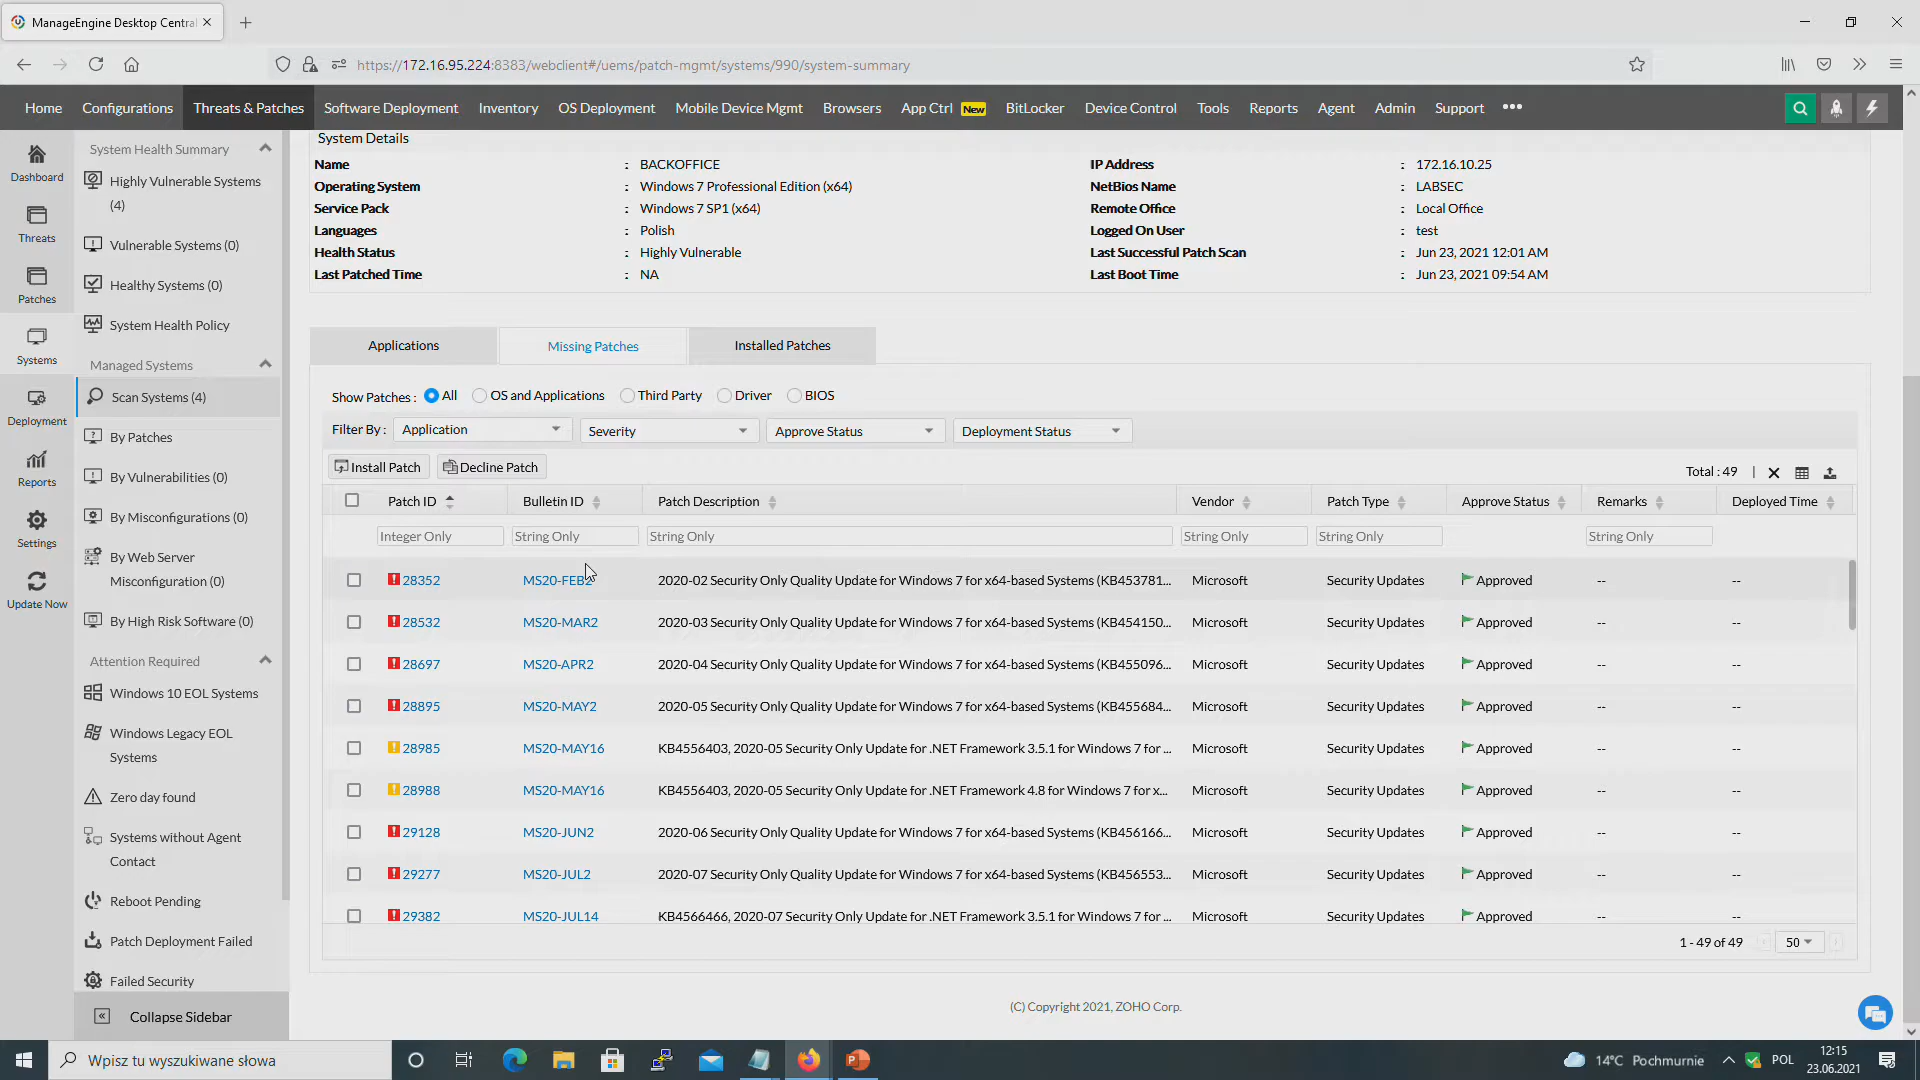 ManageEngine Desktop Central
https://172.16.95.224:8383/webclient#/uems/patch-mgmt/systems/990/system-summary
Home Configurations Threats & Patches Software Deployment Inventory OS Deployment Mobile Device Mgmt Browsers App Ctrl New BitLocker Device Control Tools Reports Agent Admin Support •••
Dashboard
Threats
Patches
Systems
Deployment
Reports
Settings
Update Now
System Health Summary
Highly Vulnerable Systems
(4)
Vulnerable Systems (0)
Healthy Systems (0)
System Health Policy
Managed Systems
Scan Systems (4)
By Patches
By Vulnerabilities (0)
By Misconfigurations (0)
By Web Server
Misconfiguration (0)
By High Risk Software (0)
Attention Required
Windows 10 EOL Systems
Windows Legacy EOL
Systems
Zero day found
Systems without Agent
Contact
Reboot Pending
Patch Deployment Failed
Failed Security
Collapse Sidebar
System Details
Name : BACKOFFICE IP Address : 172.16.10.25
Operating System : Windows 7 Professional Edition (x64) NetBios Name : LABSEC
Service Pack : Windows 7 SP1 (x64) Remote Office : Local Office
Languages : Polish Logged On User : test
Health Status : Highly Vulnerable Last Successful Patch Scan : Jun 23, 2021 12:01 AM
Last Patched Time : NA Last Boot Time : Jun 23, 2021 09:54 AM
Applications Missing Patches Installed Patches
Show Patches : All OS and Applications Third Party Driver BIOS
Filter By : Application Severity Approve Status Deployment Status
Install Patch Decline Patch
Total : 49
Patch ID Bulletin ID Patch Description Vendor Patch Type Approve Status Remarks Deployed Time
Integer Only String Only String Only String Only String Only String Only
28352 MS20-FEB2 2020-02 Security Only Quality Update for Windows 7 for x64-based Systems (KB453781... Microsoft Security Updates Approved -- --
28532 MS20-MAR2 2020-03 Security Only Quality Update for Windows 7 for x64-based Systems (KB454150... Microsoft Security Updates Approved -- --
28697 MS20-APR2 2020-04 Security Only Quality Update for Windows 7 for x64-based Systems (KB455096... Microsoft Security Updates Approved -- --
28895 MS20-MAY2 2020-05 Security Only Quality Update for Windows 7 for x64-based Systems (KB455684... Microsoft Security Updates Approved -- --
28985 MS20-MAY16 KB4556403, 2020-05 Security Only Update for .NET Framework 3.5.1 for Windows 7 for ... Microsoft Security Updates Approved -- --
28988 MS20-MAY16 KB4556403, 2020-05 Security Only Update for .NET Framework 4.8 for Windows 7 for x... Microsoft Security Updates Approved -- --
29128 MS20-JUN2 2020-06 Security Only Quality Update for Windows 7 for x64-based Systems (KB456166... Microsoft Security Updates Approved -- --
29277 MS20-JUL2 2020-07 Security Only Quality Update for Windows 7 for x64-based Systems (KB456553... Microsoft Security Updates Approved -- --
29382 MS20-JUL14 KB4566466, 2020-07 Security Only Update for .NET Framework 3.5.1 for Windows 7 for ... Microsoft Security Updates Approved -- --
1 - 49 of 49 50
(C) Copyright 2021, ZOHO Corp.
Wpisz tu wyszukiwane słowa
14°C Pochmurnie POL
12:15
23.06.2021